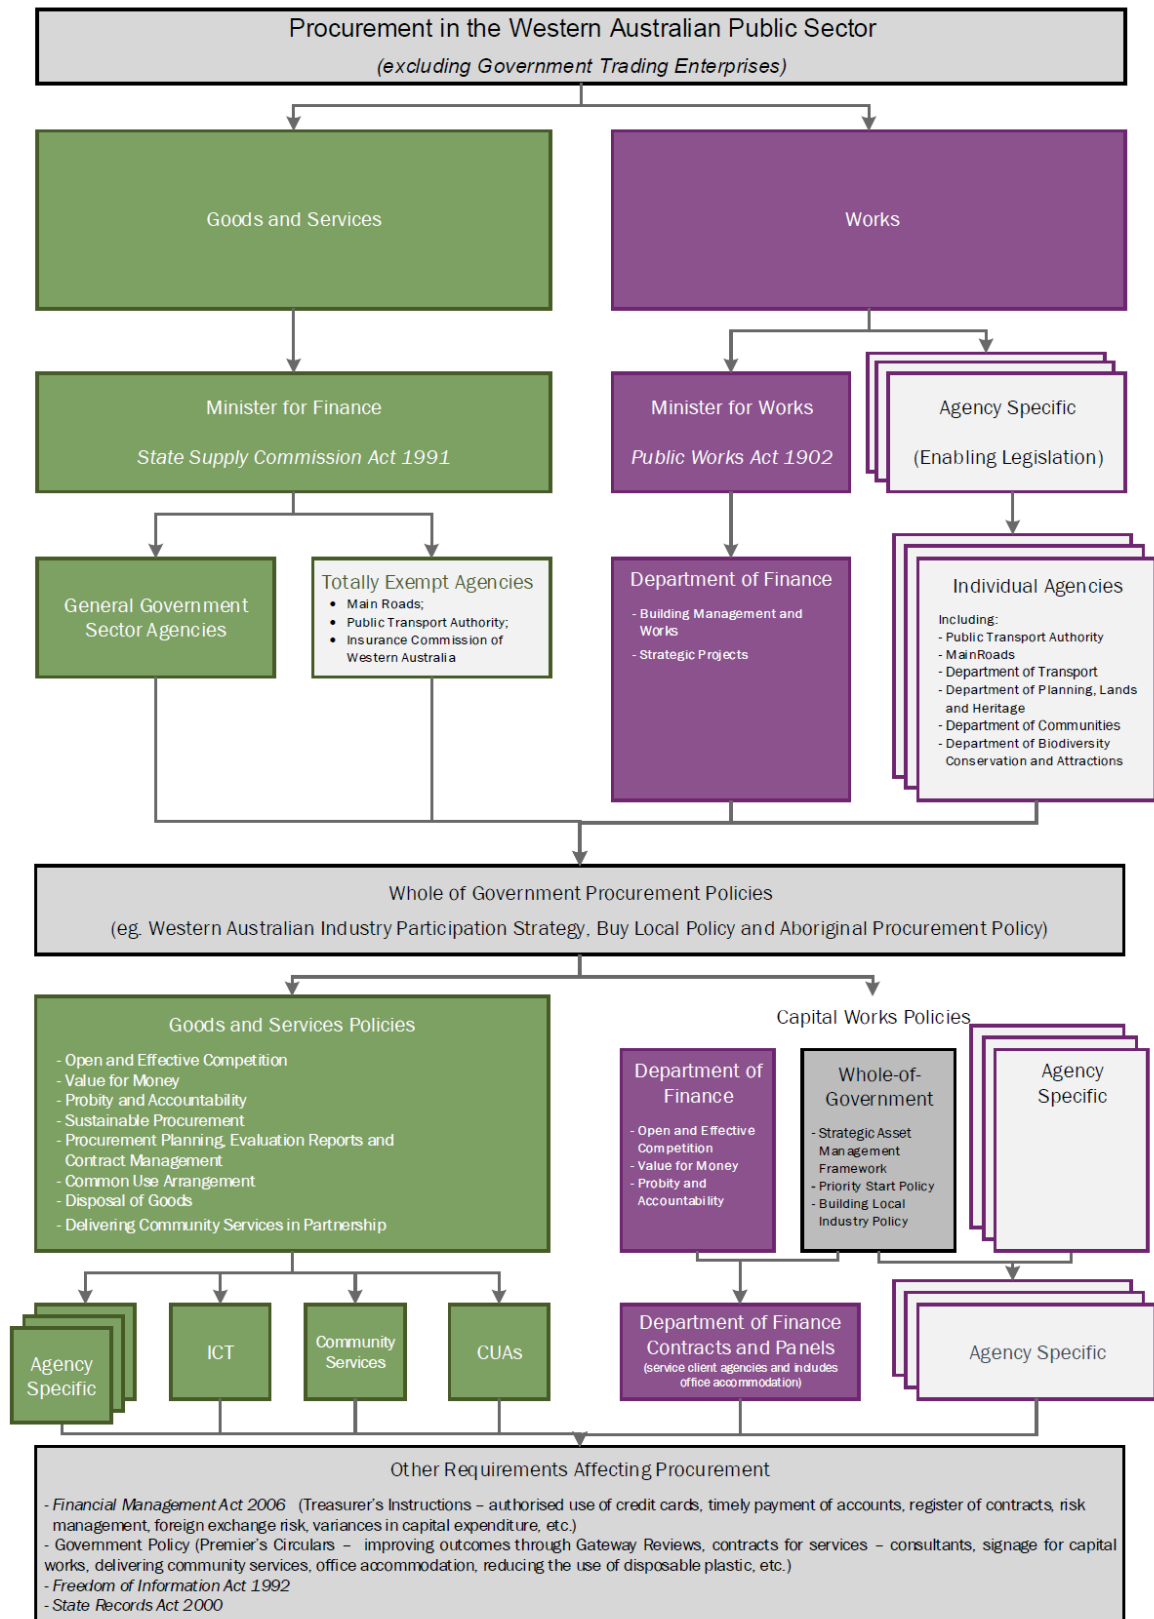 Procurement in the Western Australian Public Sector
(excluding Government Trading Enterprises)
Goods and Services
Works
Minister for Finance
State Supply Commission Act 1991
Minister for Works
Public Works Act 1902
Agency Specific
(Enabling Legislation)
General Government
Sector Agencies
Totally Exempt Agencies
• Main Roads;
• Public Transport Authority;
• Insurance Commission of
Western Australia
Department of Finance
- Building Management and
Works
- Strategic Projects
Individual Agencies
Including:
- Public Transport Authority
- MainRoads
- Department of Transport
- Department of Planning, Lands
and Heritage
- Department of Communities
- Department of Biodiversity
Conservation and Attractions
Whole of Government Procurement Policies
(eg. Western Australian Industry Participation Strategy, Buy Local Policy and Aboriginal Procurement Policy)
Goods and Services Policies
- Open and Effective Competition
- Value for Money
- Probity and Accountability
- Sustainable Procurement
- Procurement Planning, Evaluation Reports and
Contract Management
- Common Use Arrangement
- Disposal of Goods
- Delivering Community Services in Partnership
Capital Works Policies
Department of
Finance
- Open and Effective
Competition
- Value for Money
- Probity and
Accountability
Whole-of-
Government
- Strategic Asset
Management
Framework
- Priority Start Policy
- Building Local
Industry Policy
Agency
Specific
Agency
Specific
ICT
Community
Services
CUAs
Department of Finance
Contracts and Panels
(service client agencies and includes
office accommodation)
Agency Specific
Other Requirements Affecting Procurement
- Financial Management Act 2006 (Treasurer's Instructions – authorised use of credit cards, timely payment of accounts, register of contracts, risk
management, foreign exchange risk, variances in capital expenditure, etc.)
- Government Policy (Premier's Circulars – improving outcomes through Gateway Reviews, contracts for services – consultants, signage for capital
works, delivering community services, office accommodation, reducing the use of disposable plastic, etc.)
- Freedom of Information Act 1992
- State Records Act 2000